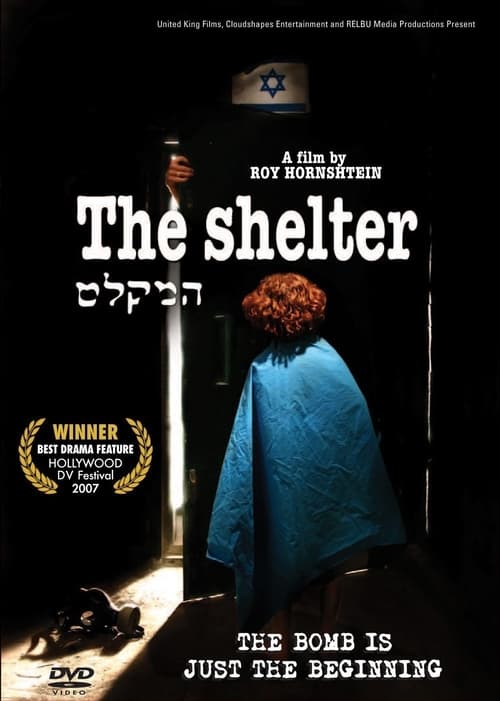 United King Films, Cloudshapes Entertainment and RELBU Media Productions Present
A film by
ROY HORNSHTEIN
The shelter
המקלט
WINNER
BEST DRAMA FEATURE
HOLLYWOOD
DV Festival
2007
THE BOMB IS
JUST THE BEGINNING
DVD
VIDEO